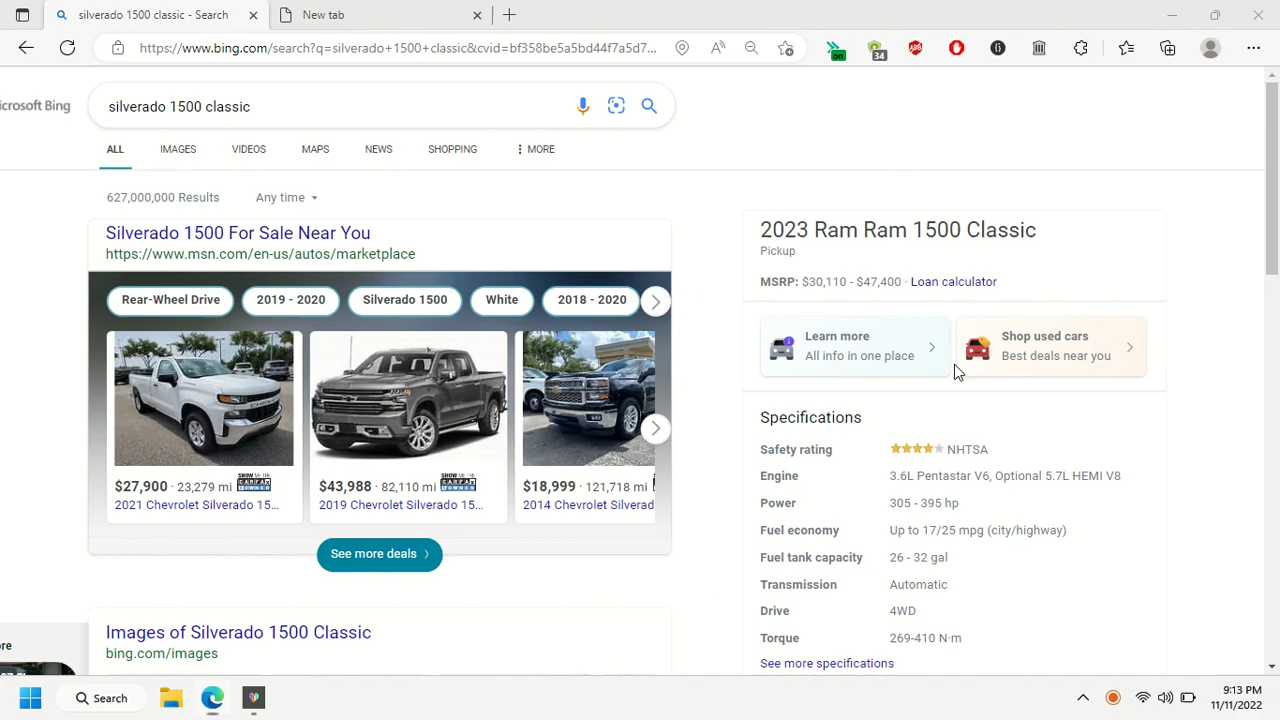 silverado 1500 classic - Search
New tab
https://www.bing.com/search?q=silverado+1500+classic&cvid=bf358be5a5bd44f7a5d7...
on
34
icrosoft Bing
silverado 1500 classic
ALL IMAGES VIDEOS MAPS NEWS SHOPPING MORE
627,000,000 Results Any time
Silverado 1500 For Sale Near You
https://www.msn.com/en-us/autos/marketplace
Rear-Wheel Drive 2019 - 2020 Silverado 1500 White 2018 - 2020
$27,900 · 23,279 mi
2021 Chevrolet Silverado 15...
$43,988 · 82,110 mi
2019 Chevrolet Silverado 15...
$18,999 · 121,718 mi
2014 Chevrolet Silverad
See more deals
Images of Silverado 1500 Classic
bing.com/images
re
2023 Ram Ram 1500 Classic
Pickup
MSRP: $30,110 - $47,400 · Loan calculator
Learn more
All info in one place
Shop used cars
Best deals near you
Specifications
Safety rating NHTSA
Engine 3.6L Pentastar V6, Optional 5.7L HEMI V8
Power 305 - 395 hp
Fuel economy Up to 17/25 mpg (city/highway)
Fuel tank capacity 26 - 32 gal
Transmission Automatic
Drive 4WD
Torque 269-410 N·m
See more specifications
Search
9:13 PM
11/11/2022